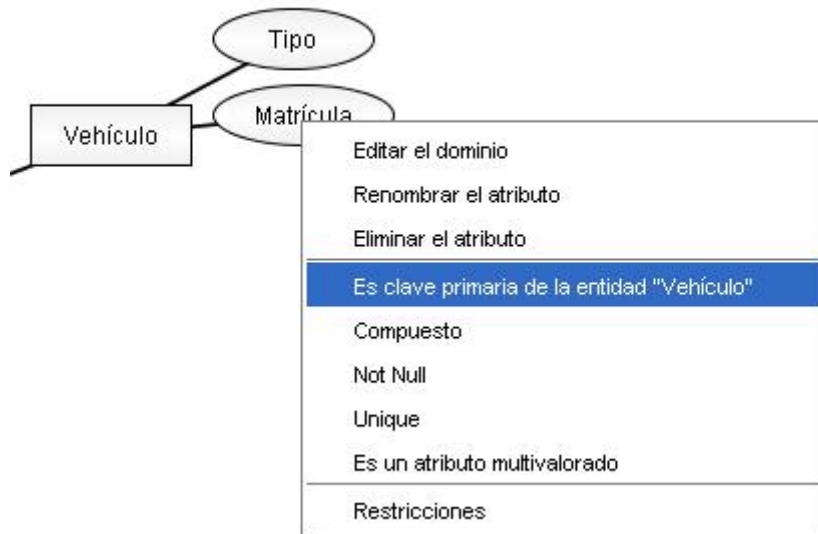 Tipo
Vehículo
Matrícula
Editar el dominio
Renombrar el atributo
Eliminar el atributo
Es clave primaria de la entidad "Vehículo"
Compuesto
Not Null
Unique
Es un atributo multivalorado
Restricciones